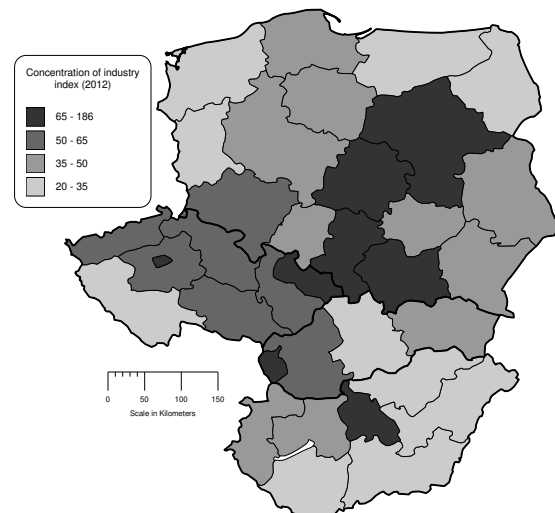 Concentration of industry
index (2012)
65 - 186
50 - 65
35 - 50
20 - 35
0 50 100 150
Scale in Kilometers